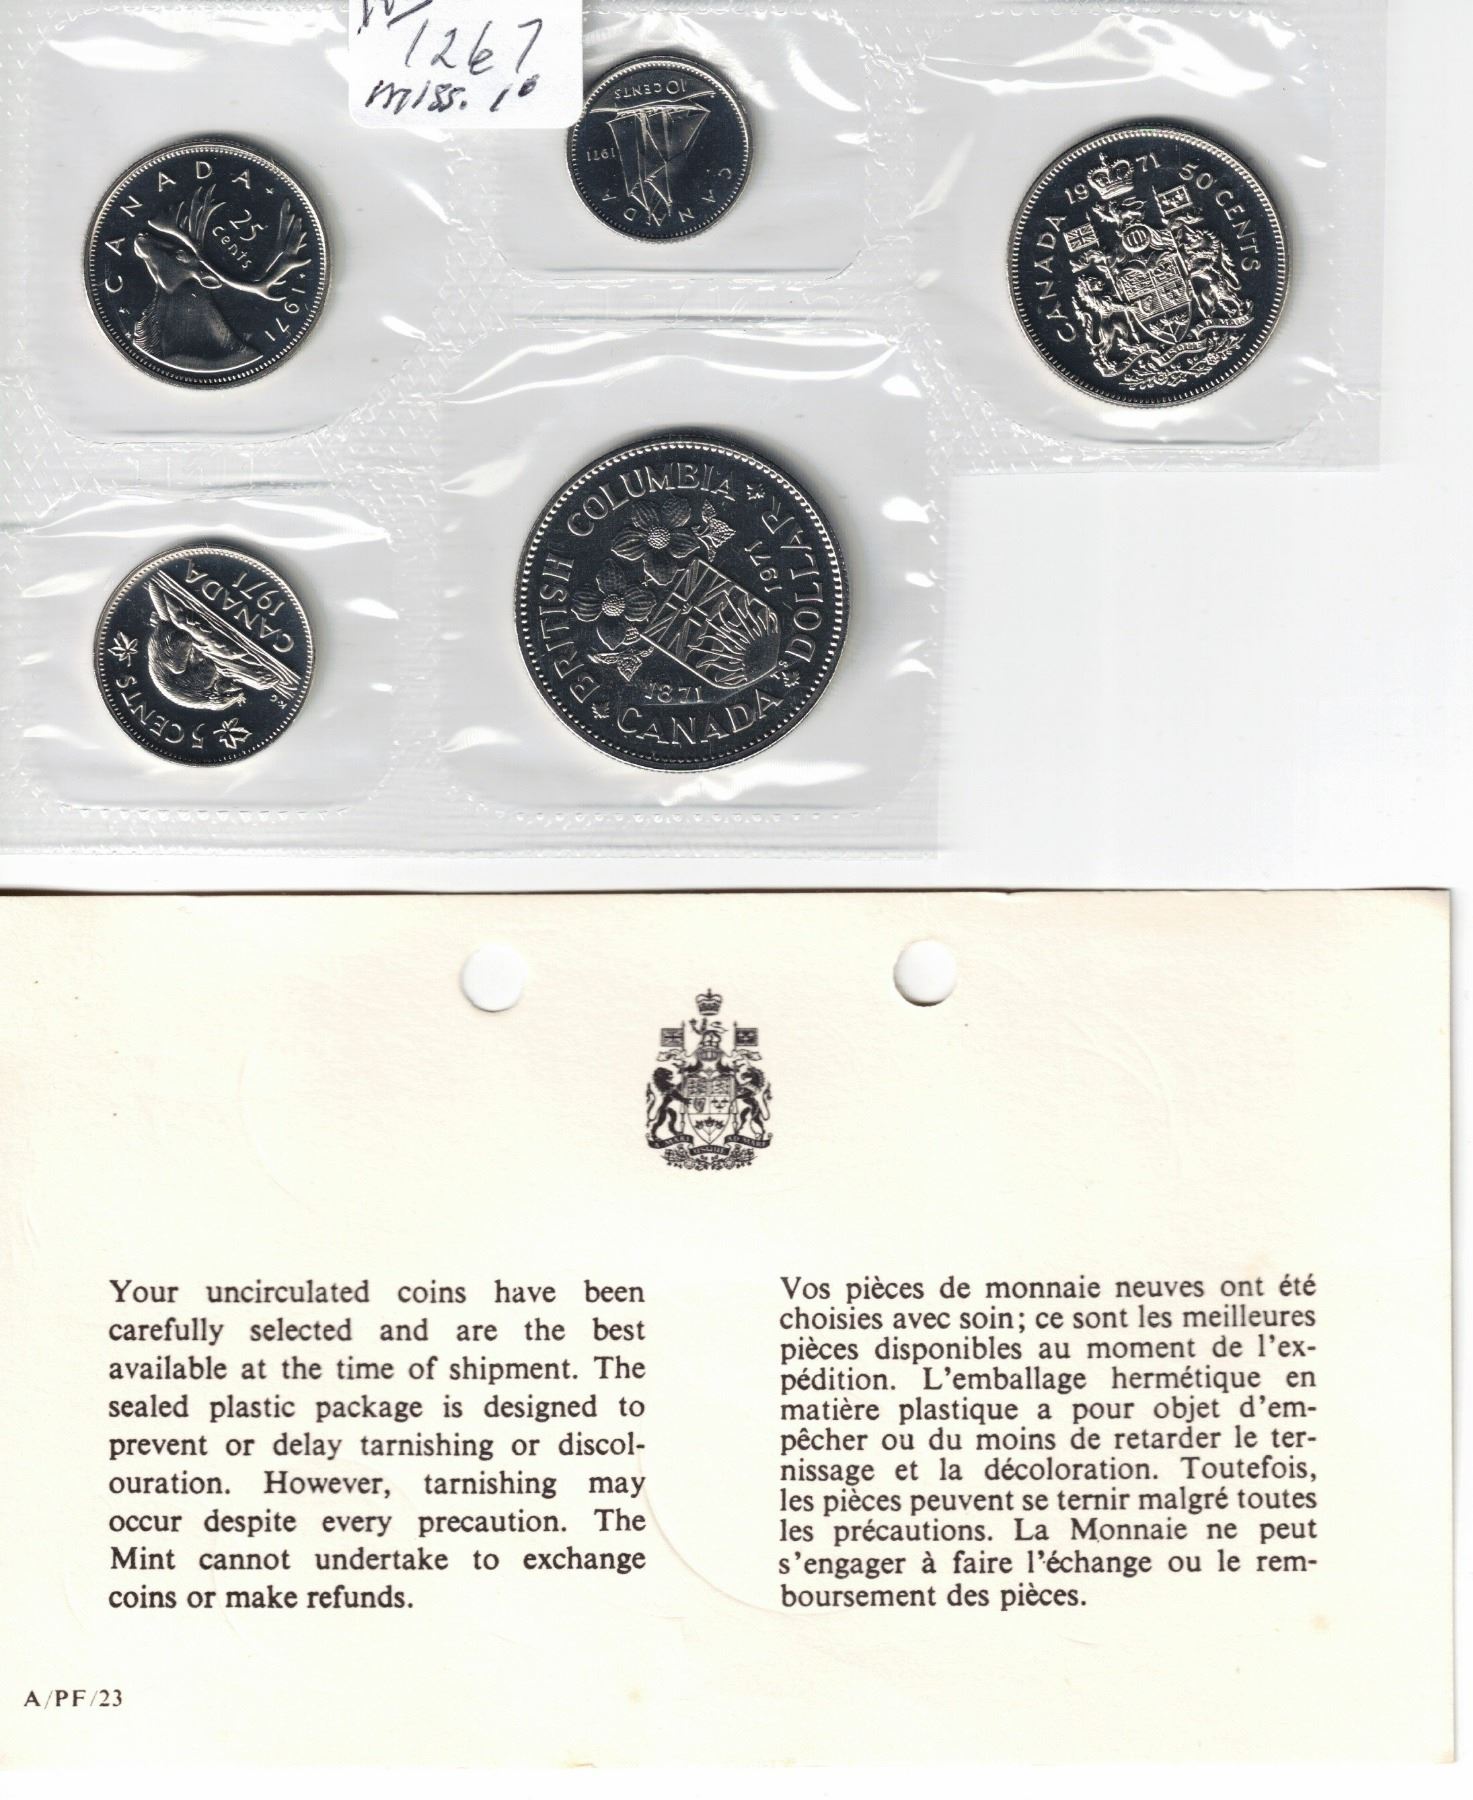 1267
miss. 1¢
CANADA
25
cents
1971
10 CENTS
1971
CANADA
CANADA 1971 50 CENTS
5 CENTS
CANADA
1971
BRITISH COLUMBIA
DOLLAR
1971
1871
CANADA
A MARI
USQUE
AD MARE
Your uncirculated coins have been
carefully selected and are the best
available at the time of shipment. The
sealed plastic package is designed to
prevent or delay tarnishing or discol-
ouration. However, tarnishing may
occur despite every precaution. The
Mint cannot undertake to exchange
coins or make refunds.
Vos pièces de monnaie neuves ont été
choisies avec soin; ce sont les meilleures
pièces disponibles au moment de l'ex-
pédition. L'emballage hermétique en
matière plastique a pour objet d'em-
pêcher ou du moins de retarder le ter-
nissage et la décoloration. Toutefois,
les pièces peuvent se ternir malgré toutes
les précautions. La Monnaie ne peut
s'engager à faire l'échange ou le rem-
boursement des pièces.
A/PF/23